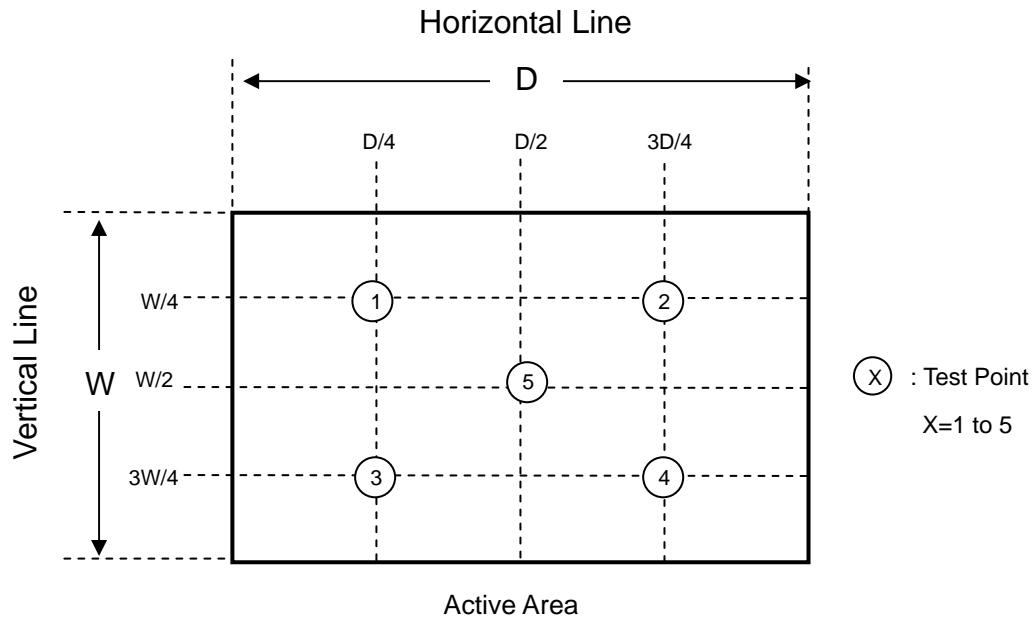 Horizontal Line
D
D/4
D/2
3D/4
Vertical Line
W
W/4
W/2
3W/4
1
2
5
3
4
X : Test Point
X=1 to 5
Active Area